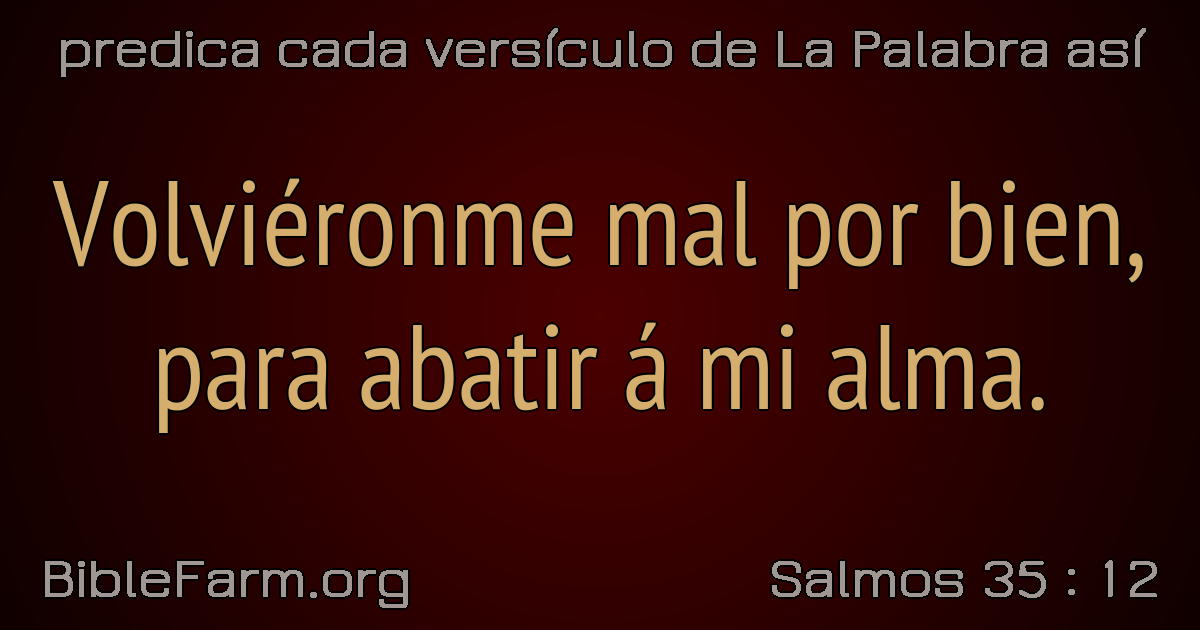 predica cada versículo de La Palabra así
Volviéronme mal por bien,
para abatir á mi alma.
BibleFarm.org
Salmos 35 : 12